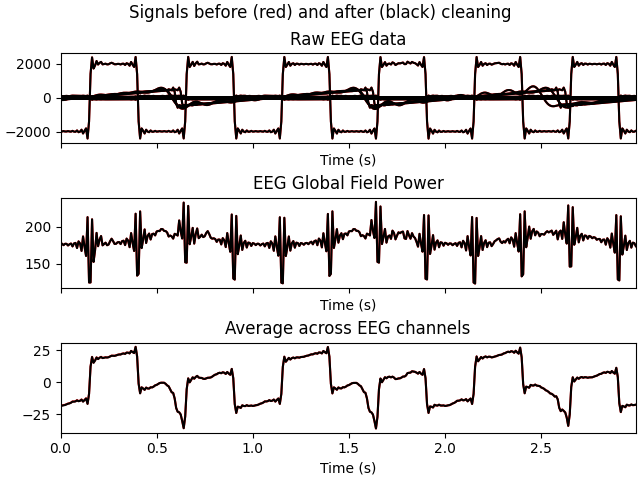 Signals before (red) and after (black) cleaning
Raw EEG data
2000
0
−2000
Time (s)
EEG Global Field Power
200
150
Time (s)
Average across EEG channels
25
0
−25
0.0 0.5 1.0 1.5 2.0 2.5
Time (s)